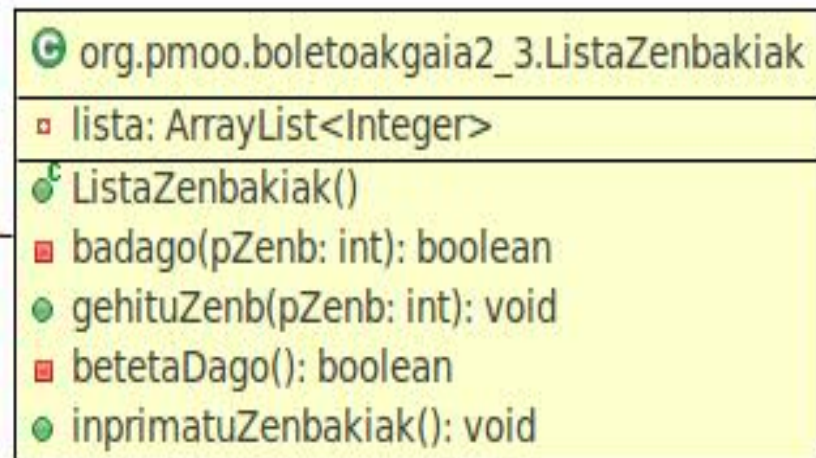 C org.pmoo.boletoakgaia2_3.ListaZenbakiak
lista: ArrayList<Integer>
C ListaZenbakiak()
badago(pZenb: int): boolean
gehituZenb(pZenb: int): void
betetaDago(): boolean
inprimatuZenbakiak(): void